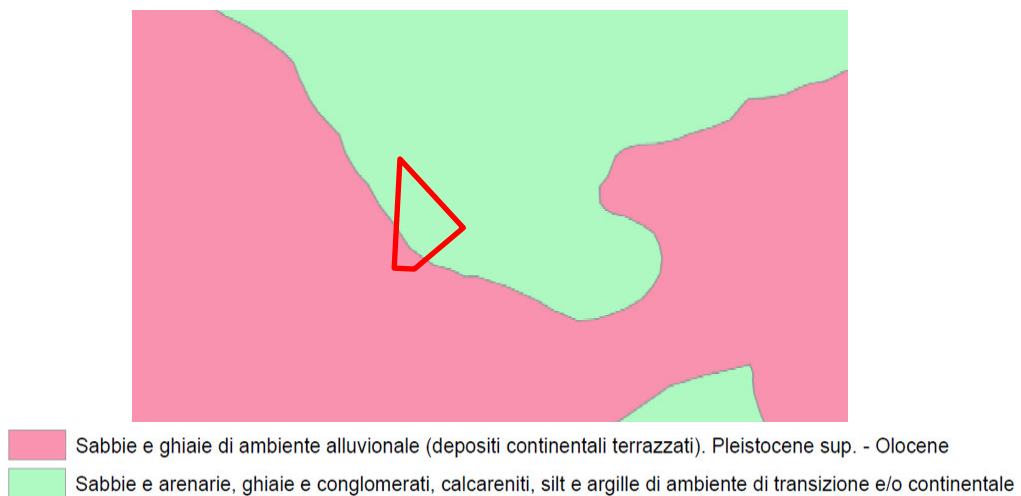 Sabbie e ghiaie di ambiente alluvionale (depositi continentali terrazzati). Pleistocene sup. - Olocene
Sabbie e arenarie, ghiaie e conglomerati, calcareniti, silt e argille di ambiente di transizione e/o continentale